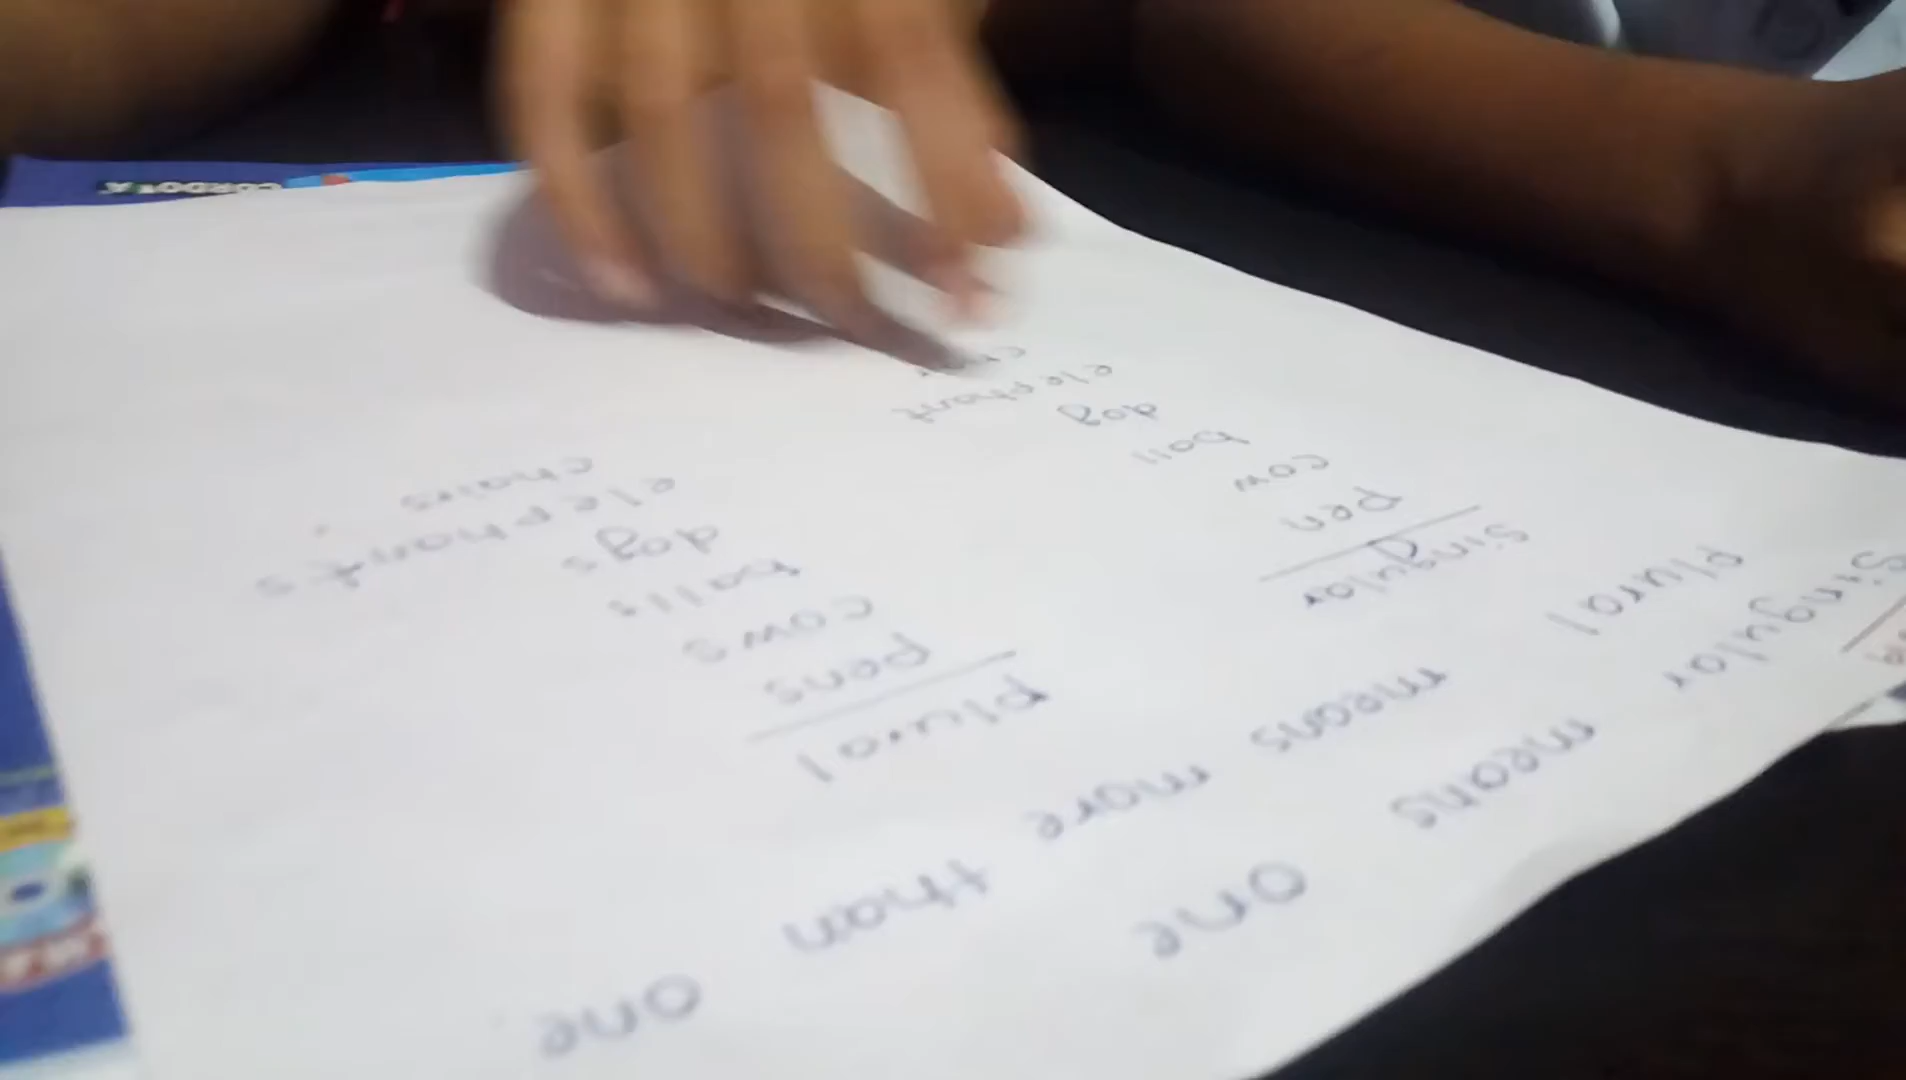 Singular means one
Plural means more than one
Singular Plural
pen pens
cow cows
ball balls
dog dogs
elephant elephants
chairs
CORDOVA